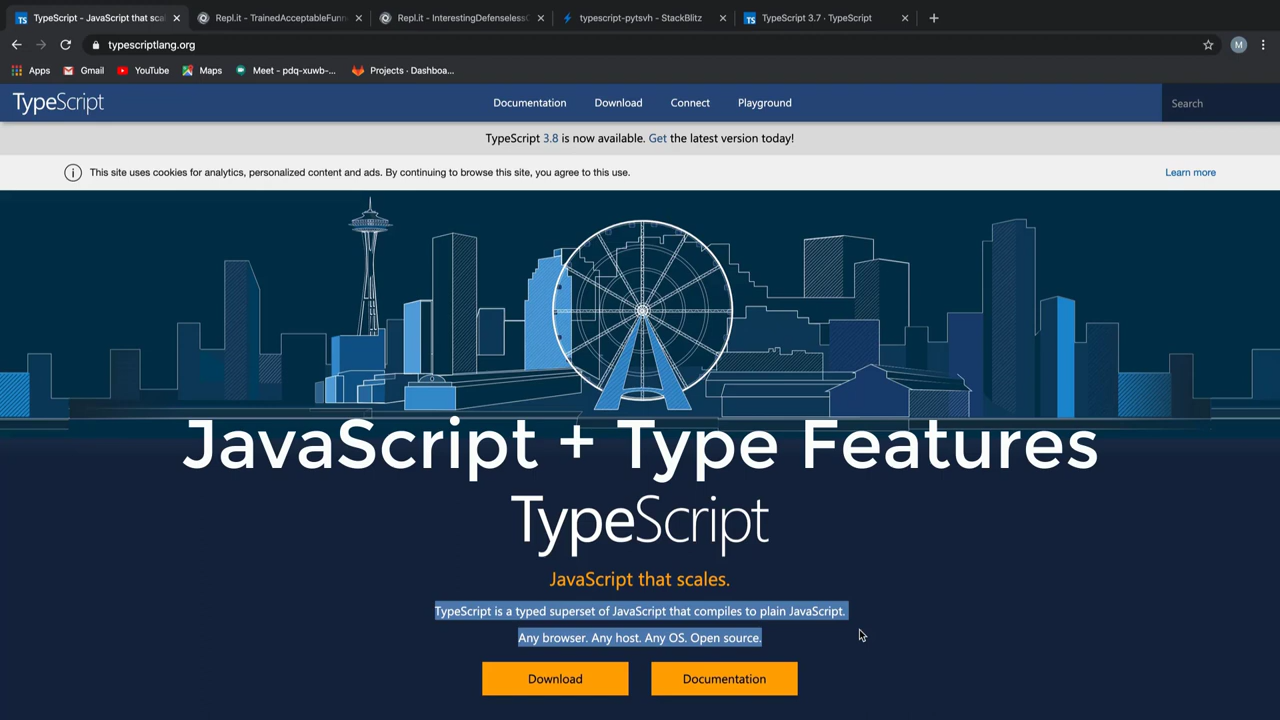 TypeScript - JavaScript that sca
Repl.it - TrainedAcceptableFunn
Repl.it - InterestingDefenseless
typescript-pytsvh - StackBlitz
TypeScript 3.7 · TypeScript
typescriptlang.org
M
Apps
Gmail
YouTube
Maps
Meet - pdq-xuwb-...
Projects · Dashboa...
TypeScript
Documentation
Download
Connect
Playground
Search
TypeScript 3.8 is now available. Get the latest version today!
This site uses cookies for analytics, personalized content and ads. By continuing to browse this site, you agree to this use.
Learn more
JavaScript + Type Features
TypeScript
JavaScript that scales.
TypeScript is a typed superset of JavaScript that compiles to plain JavaScript.
Any browser. Any host. Any OS. Open source.
Download
Documentation